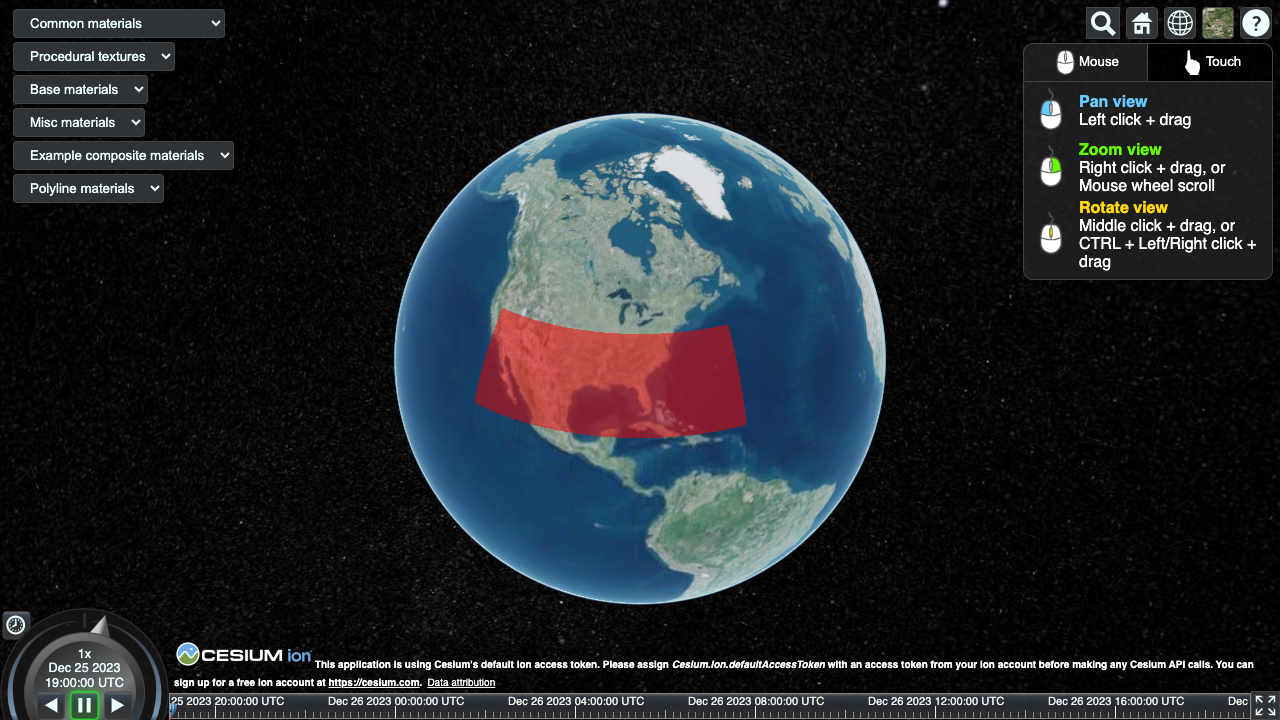 Common materials
Procedural textures
Base materials
Misc materials
Example composite materials
Polyline materials
?
Mouse
Touch
Pan view
Left click + drag
Zoom view
Right click + drag, or
Mouse wheel scroll
Rotate view
Middle click + drag, or
CTRL + Left/Right click +
drag
1x
Dec 25 2023
19:00:00 UTC
CESIUM ion This application is using Cesium's default ion access token. Please assign Cesium.Ion.defaultAccessToken with an access token from your ion account before making any Cesium API calls. You can
sign up for a free ion account at https://cesium.com. Data attribution
25 2023 20:00:00 UTC Dec 26 2023 00:00:00 UTC Dec 26 2023 04:00:00 UTC Dec 26 2023 08:00:00 UTC Dec 26 2023 12:00:00 UTC Dec 26 2023 16:00:00 UTC Dec